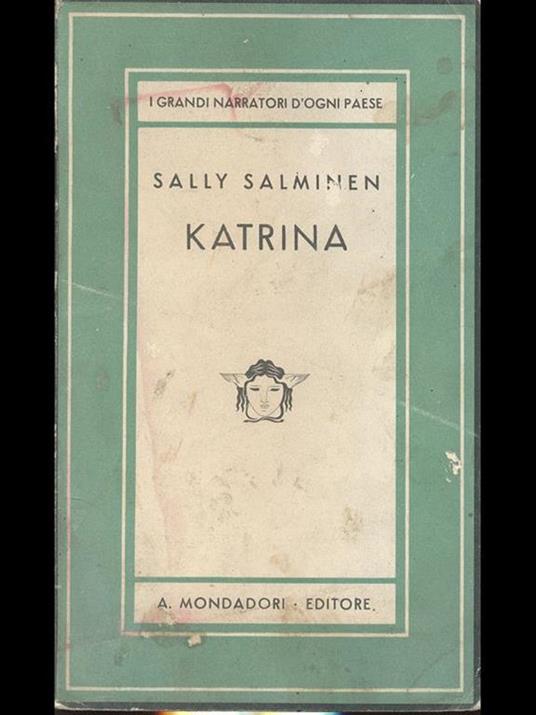 I GRANDI NARRATORI D'OGNI PAESE
SALLY SALMINEN
KATRINA
A. MONDADORI · EDITORE.